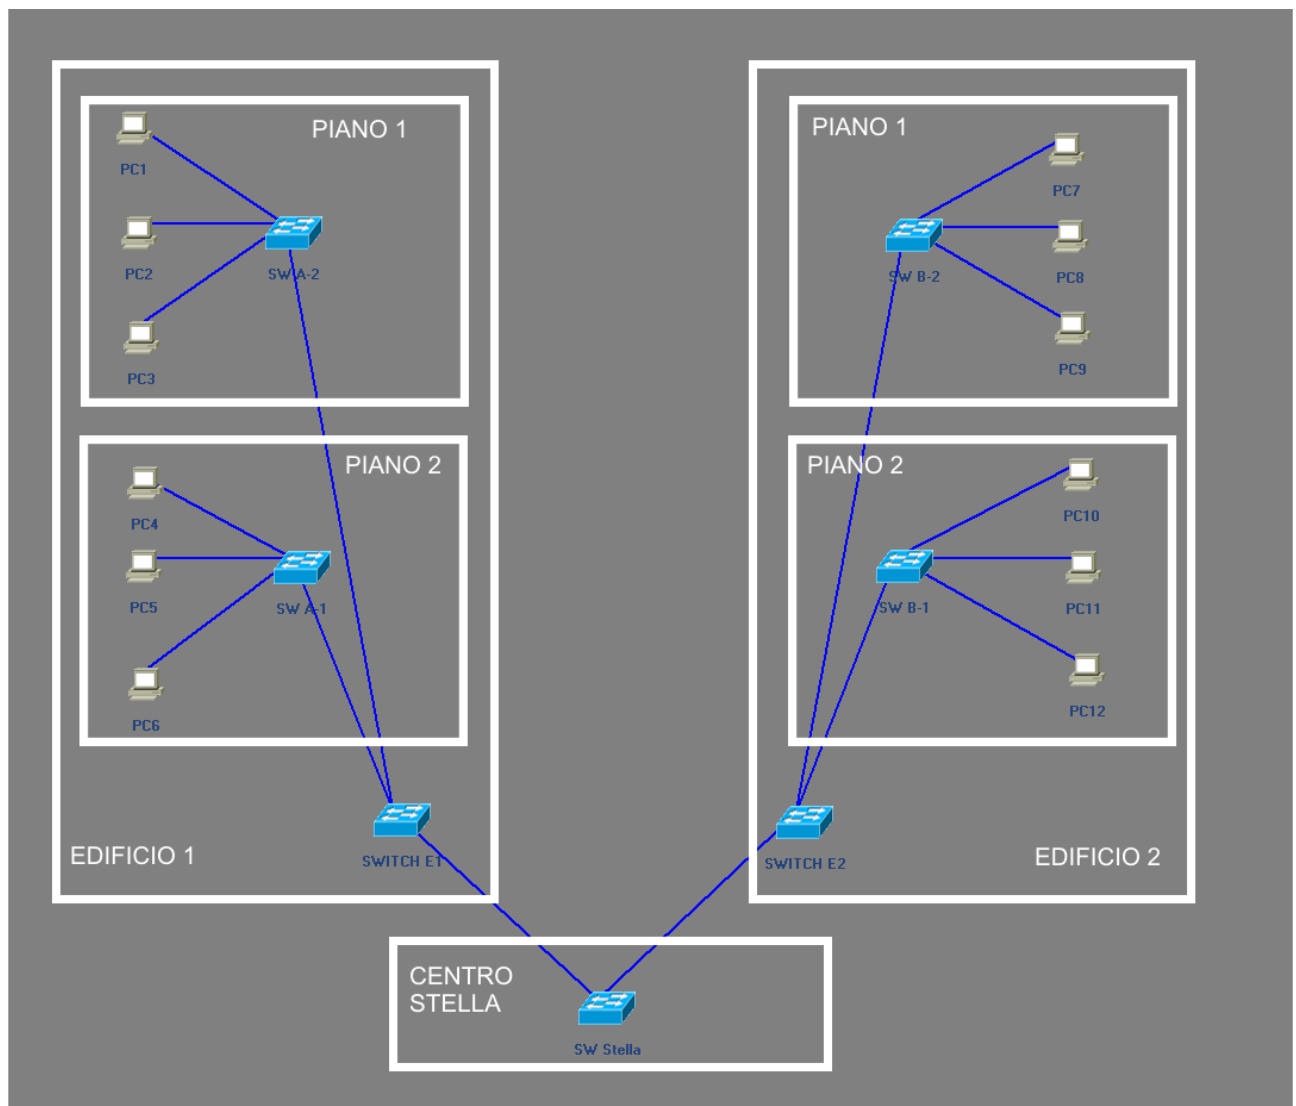 PIANO 1
PC1
PC2
SW A-2
PC3
PIANO 2
PC4
PC5
SW A-1
PC6
EDIFICIO 1
SWITCH E1
PIANO 1
PC7
SW B-2
PC8
PC9
PIANO 2
PC10
SW B-1
PC11
PC12
SWITCH E2
EDIFICIO 2
CENTRO
STELLA
SW Stella